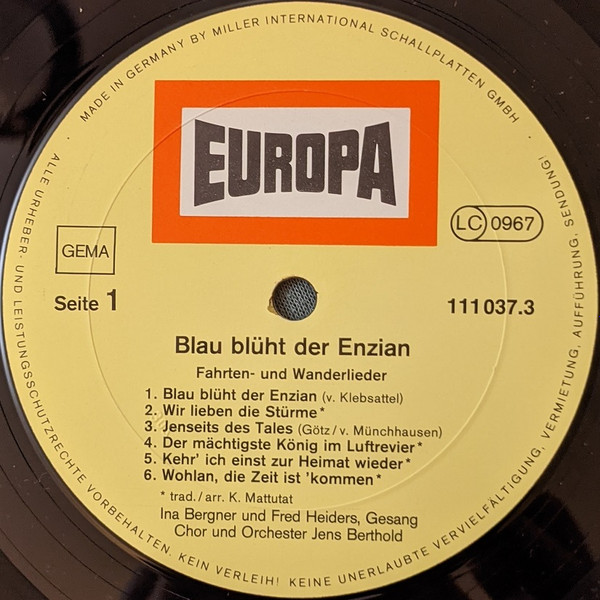 MADE IN GERMANY BY MILLER INTERNATIONAL SCHALLPLATTEN GMBH
EUROPA
LC 0967
GEMA
Seite 1
111 037.3
Blau blüht der Enzian
Fahrten- und Wanderlieder
1. Blau blüht der Enzian (v. Klebsattel)
2. Wir lieben die Stürme*
3. Jenseits des Tales (Götz/v. Münchhausen)
4. Der mächtigste König im Luftrevier*
5. Kehr' ich einst zur Heimat wieder*
6. Wohlan, die Zeit ist 'kommen*
* trad./arr. K. Mattutat
Ina Bergner und Fred Heiders, Gesang
Chor und Orchester Jens Berthold
ALLE URHEBER- UND LEISTUNGSSCHUTZRECHTE VORBEHALTEN. KEIN VERLEIH! KEINE UNERLAUBTE VERVIELFÄLTIGUNG, VERMIETUNG, AUFFÜHRUNG, SENDUNG!